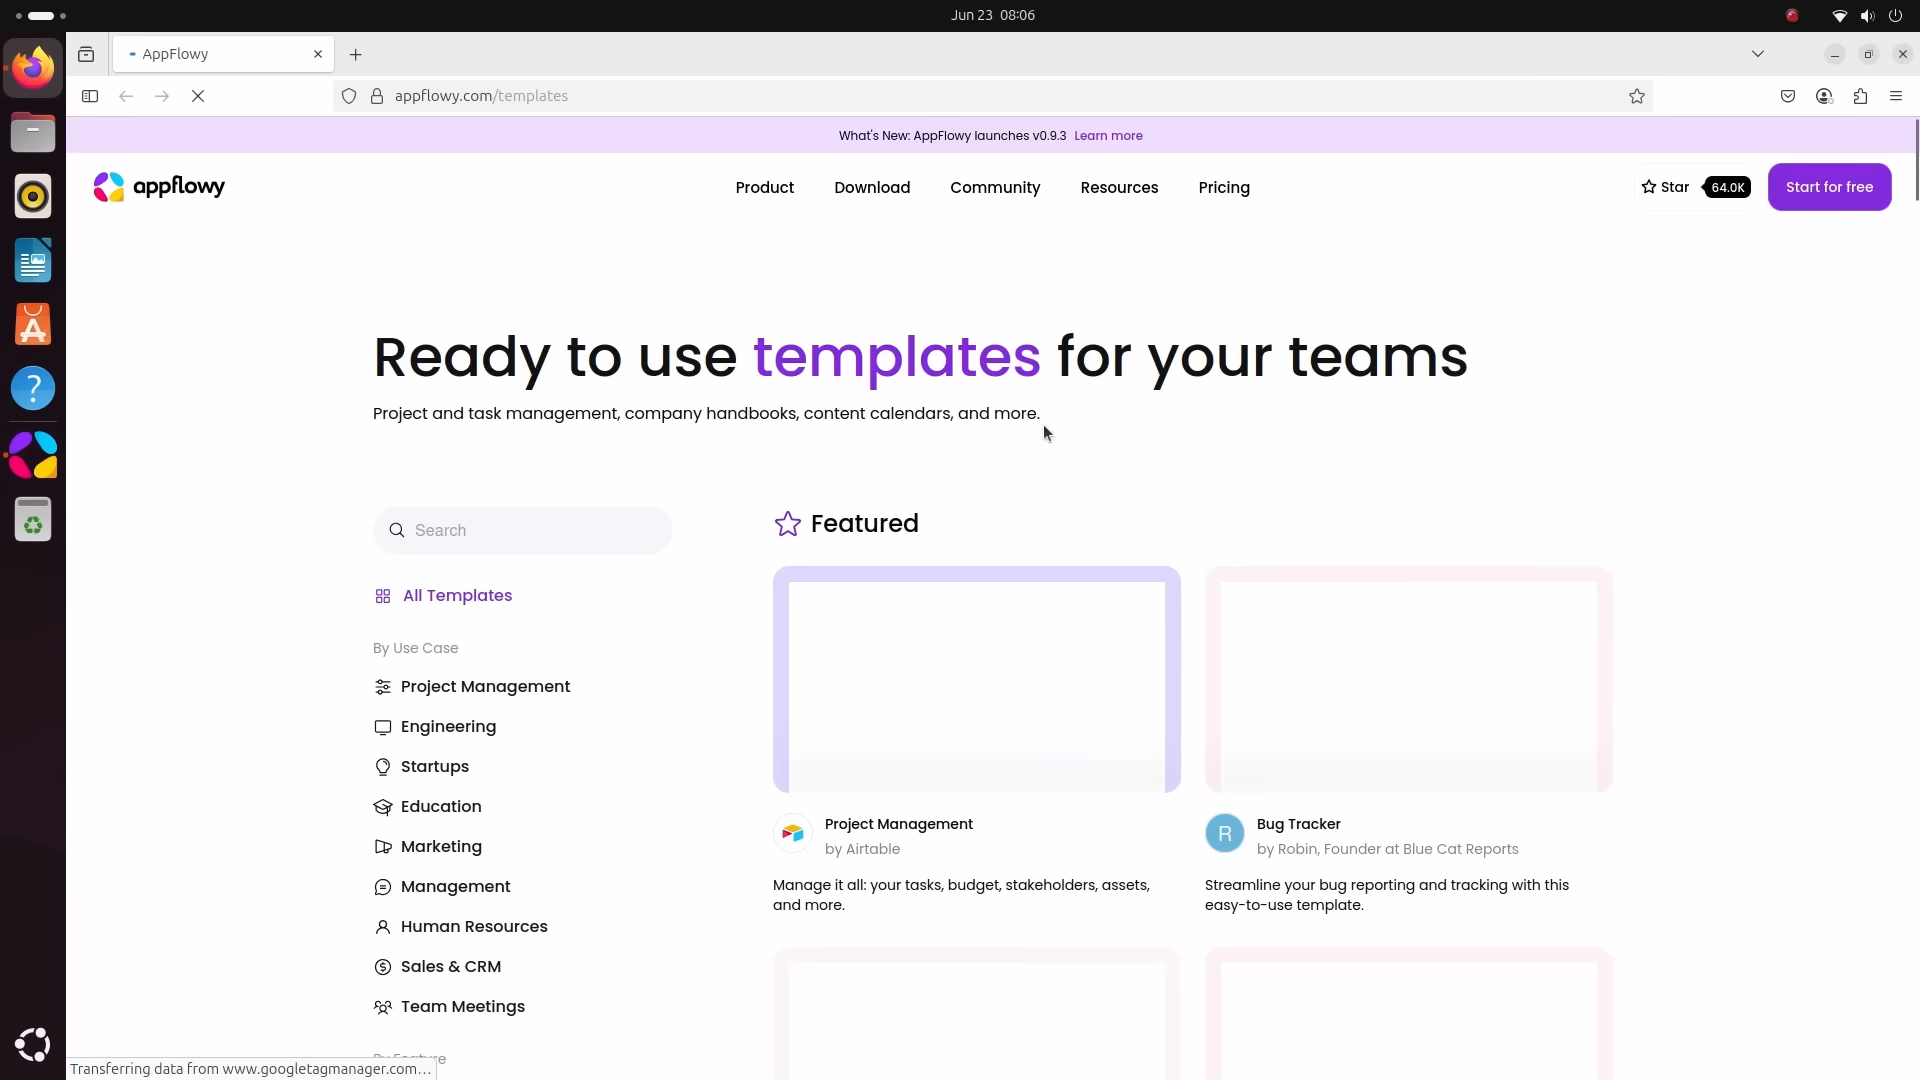 Jun 23 08:06
AppFlowy
appflowy.com/templates
What's New: AppFlowy launches v0.9.3 Learn more
appflowy
Product
Download
Community
Resources
Pricing
Star
64.0K
Start for free
Ready to use templates for your teams
Project and task management, company handbooks, content calendars, and more.
Search
All Templates
By Use Case
Project Management
Engineering
Startups
Education
Marketing
Management
Human Resources
Sales & CRM
Team Meetings
By Feature
Featured
Project Management
by Airtable
Manage it all: your tasks, budget, stakeholders, assets,
and more.
R
Bug Tracker
by Robin, Founder at Blue Cat Reports
Streamline your bug reporting and tracking with this
easy-to-use template.
Transferring data from www.googletagmanager.com…